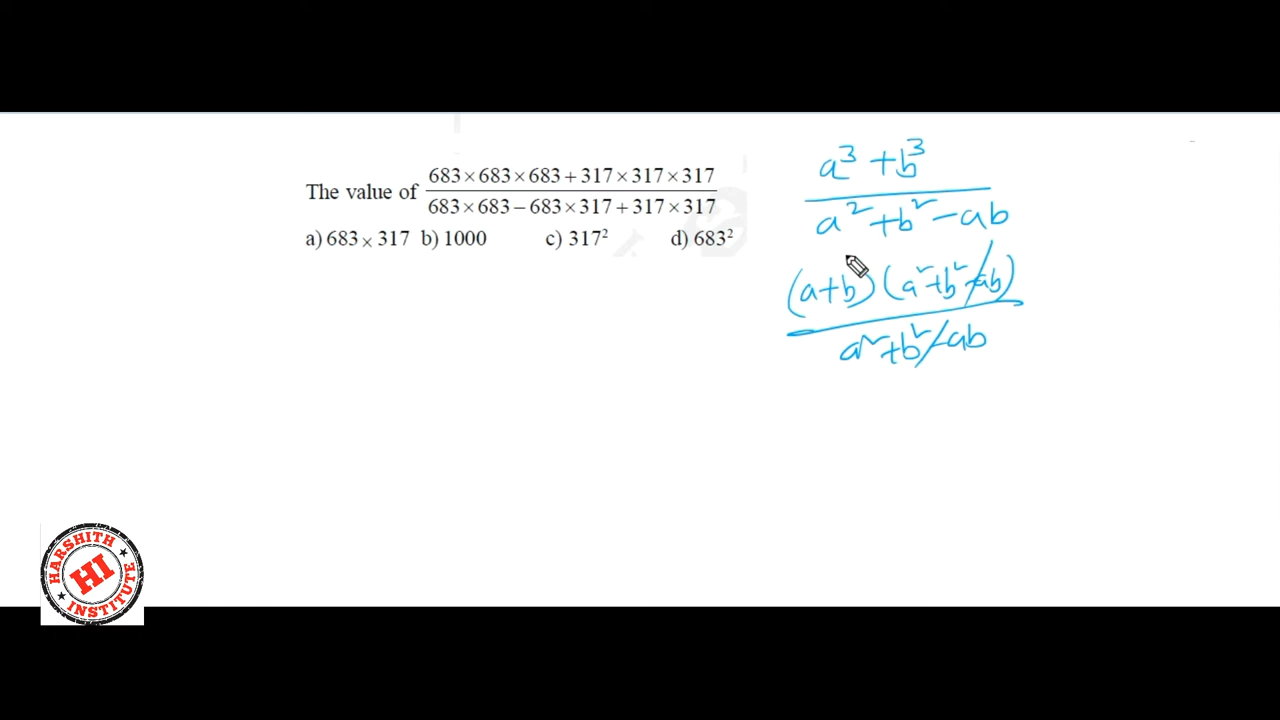 The value of (683×683×683+317×317×317)/(683×683−683×317+317×317)
a) 683×317 b) 1000 c) 317² d) 683²
a³ + b³
a² + b² − ab
(a+b) (a²+b²−ab)
a²+b²−ab
HARSHITH
HI
INSTITUTE